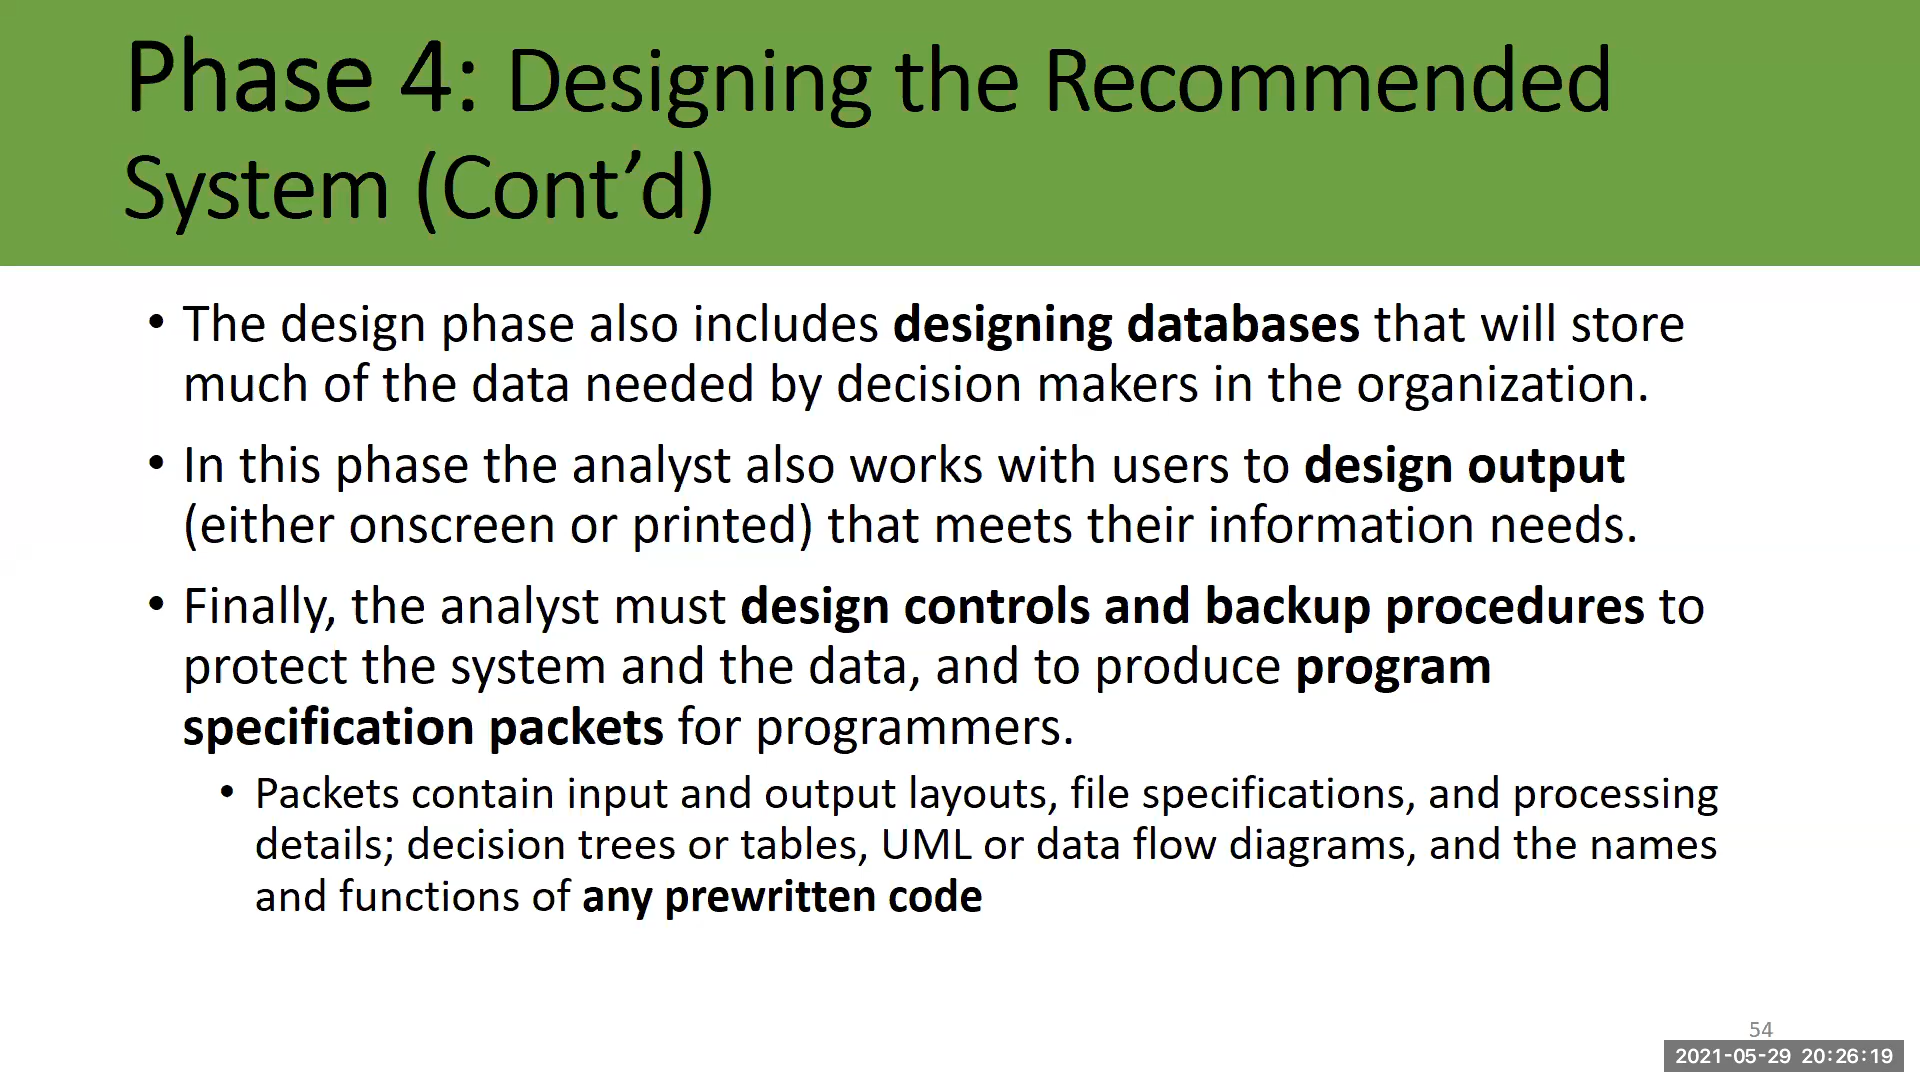 Phase 4: Designing the Recommended
System (Cont’d)
• The design phase also includes designing databases that will store
much of the data needed by decision makers in the organization.
• In this phase the analyst also works with users to design output
(either onscreen or printed) that meets their information needs.
• Finally, the analyst must design controls and backup procedures to
protect the system and the data, and to produce program
specification packets for programmers.
• Packets contain input and output layouts, file specifications, and processing
details; decision trees or tables, UML or data flow diagrams, and the names
and functions of any prewritten code
54
2021-05-29 20:26:19